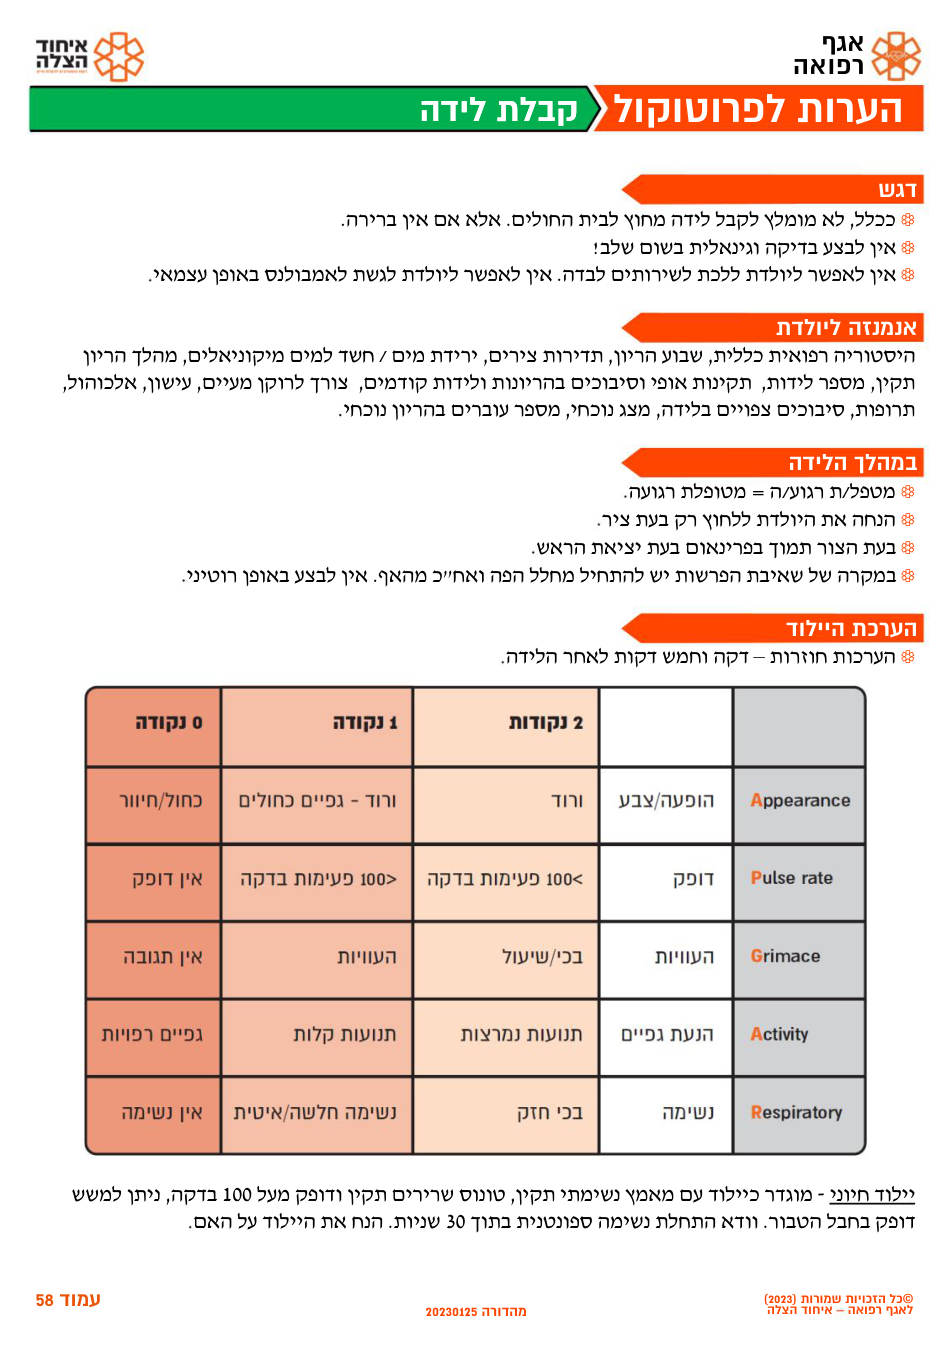 איחוד
הצלה
אגף
רפואה
הערות לפרוטוקול
קבלת לידה
דגש
ככלל, לא מומלץ לקבל לידה מחוץ לבית החולים. אלא אם אין ברירה.
אין לבצע בדיקה וגינאלית בשום שלב!
אין לאפשר ליולדת ללכת לשירותים לבדה. אין לאפשר ליולדת לגשת לאמבולנס באופן עצמאי.
אנמנזה ליולדת
היסטוריה רפואית כללית, שבוע הריון, תדירות צירים, ירידת מים / חשד למים מיקוניאלים, מהלך הריון
תקין, מספר לידות, תקינות אופי וסיבוכים בהריונות ולידות קודמים, צורך לרוקן מעיים, עישון, אלכוהול,
תרופות, סיבוכים צפויים בלידה, מצג נוכחי, מספר עוברים בהריון נוכחי.
במהלך הלידה
מטפל/ת רגוע/ה = מטופלת רגועה.
הנחה את היולדת ללחוץ רק בעת ציר.
בעת הצור תמוך בפרינאום בעת יציאת הראש.
במקרה של שאיבת הפרשות יש להתחיל מחלל הפה ואח״כ מהאף. אין לבצע באופן רוטיני.
הערכת היילוד
הערכות חוזרות – דקה וחמש דקות לאחר הלידה.
2 נקודות 1 נקודה 0 נקודה
Appearance הופעה/צבע ורוד ורוד - גפיים כחולים כחול/חיוור
Pulse rate דופק >100 פעימות בדקה <100 פעימות בדקה אין דופק
Grimace העוויות בכי/שיעול העוויות אין תגובה
Activity הנעת גפיים תנועות נמרצות תנועות קלות גפיים רפויות
Respiratory נשימה בכי חזק נשימה חלשה/איטית אין נשימה
יילוד חיוני - מוגדר כיילוד עם מאמץ נשימתי תקין, טונוס שרירים תקין ודופק מעל 100 בדקה, ניתן למשש
דופק בחבל הטבור. וודא התחלת נשימה ספונטנית בתוך 30 שניות. הנח את היילוד על האם.
©כל הזכויות שמורות (2023)
לאגף רפואה – איחוד הצלה
מהדורה 20230125
עמוד 58